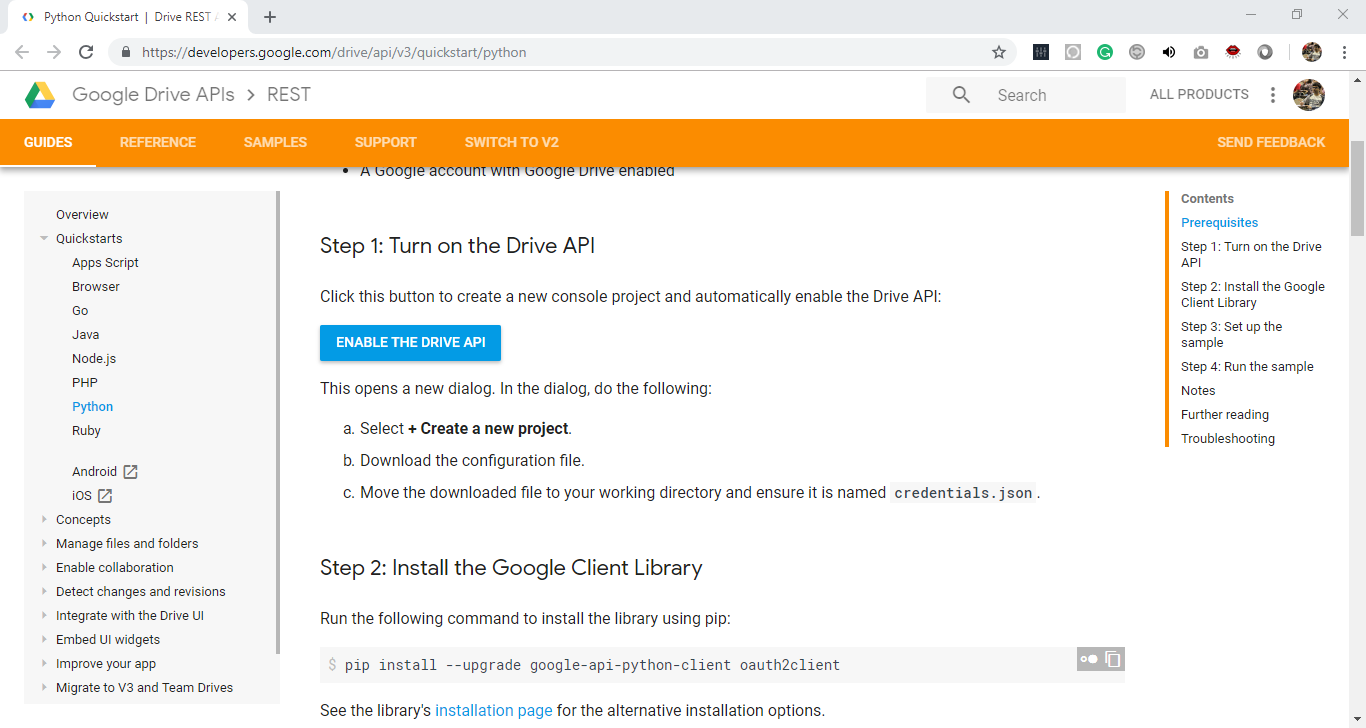 Python Quickstart | Drive REST
https://developers.google.com/drive/api/v3/quickstart/python
Google Drive APIs > REST
Search
ALL PRODUCTS
GUIDES REFERENCE SAMPLES SUPPORT SWITCH TO V2 SEND FEEDBACK
• A Google account with Google Drive enabled
Overview
Quickstarts
Apps Script
Browser
Go
Java
Node.js
PHP
Python
Ruby
Android
iOS
Concepts
Manage files and folders
Enable collaboration
Detect changes and revisions
Integrate with the Drive UI
Embed UI widgets
Improve your app
Migrate to V3 and Team Drives
Step 1: Turn on the Drive API
Click this button to create a new console project and automatically enable the Drive API:
ENABLE THE DRIVE API
This opens a new dialog. In the dialog, do the following:
a. Select + Create a new project.
b. Download the configuration file.
c. Move the downloaded file to your working directory and ensure it is named credentials.json.
Step 2: Install the Google Client Library
Run the following command to install the library using pip:
$ pip install --upgrade google-api-python-client oauth2client
See the library's installation page for the alternative installation options.
Contents
Prerequisites
Step 1: Turn on the Drive
API
Step 2: Install the Google
Client Library
Step 3: Set up the
sample
Step 4: Run the sample
Notes
Further reading
Troubleshooting